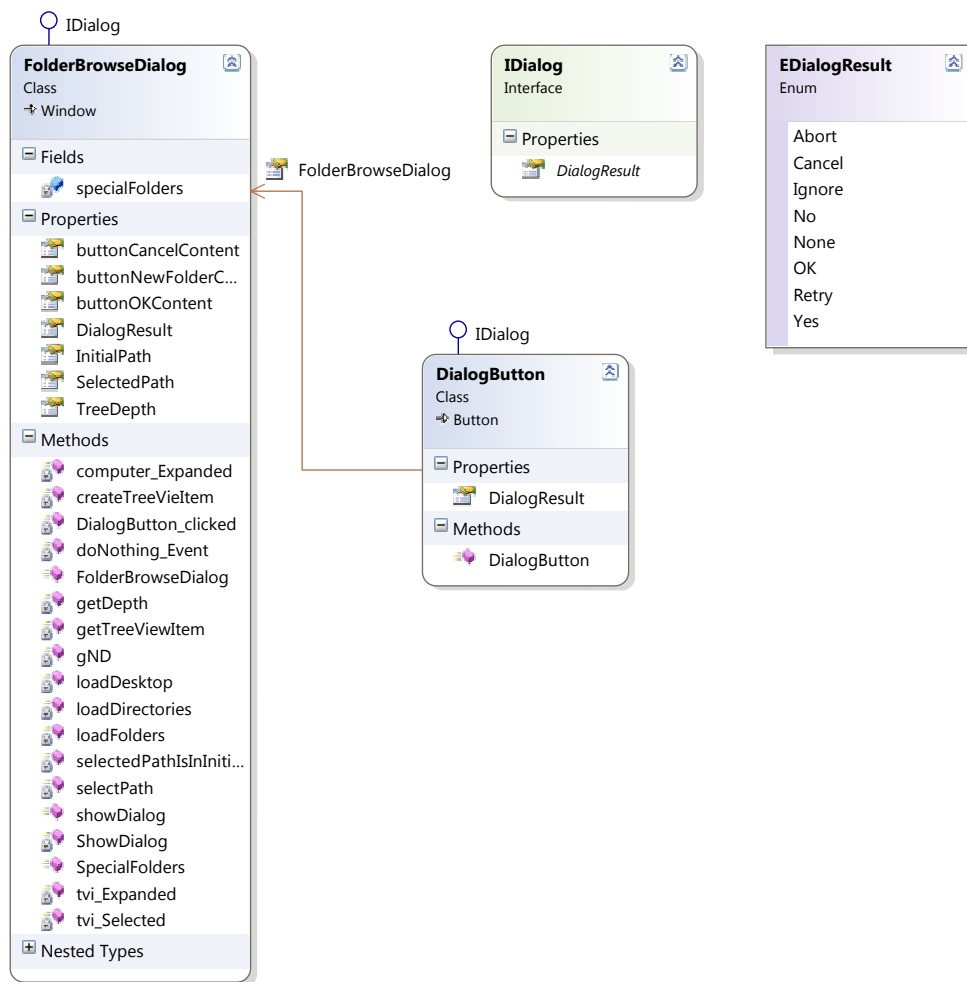 IDialog
FolderBrowseDialog
Class
Window
Fields
specialFolders
Properties
buttonCancelContent
buttonNewFolderC...
buttonOKContent
DialogResult
InitialPath
SelectedPath
TreeDepth
Methods
computer_Expanded
createTreeVieItem
DialogButton_clicked
doNothing_Event
FolderBrowseDialog
getDepth
getTreeViewItem
gND
loadDesktop
loadDirectories
loadFolders
selectedPathIsInIniti...
selectPath
showDialog
ShowDialog
SpecialFolders
tvi_Expanded
tvi_Selected
Nested Types
FolderBrowseDialog
IDialog
Interface
Properties
DialogResult
IDialog
DialogButton
Class
Button
Properties
DialogResult
Methods
DialogButton
EDialogResult
Enum
Abort
Cancel
Ignore
No
None
OK
Retry
Yes